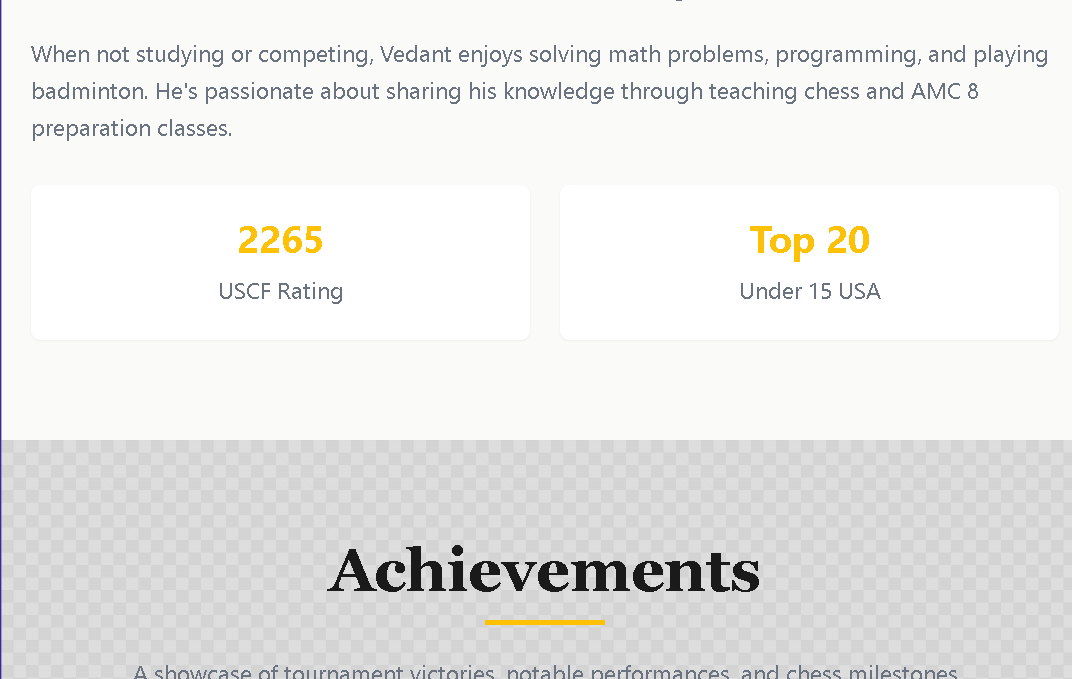 When not studying or competing, Vedant enjoys solving math problems, programming, and playing
badminton. He's passionate about sharing his knowledge through teaching chess and AMC 8
preparation classes.
2265
USCF Rating
Top 20
Under 15 USA
Achievements
A showcase of tournament victories, notable performances, and chess milestones